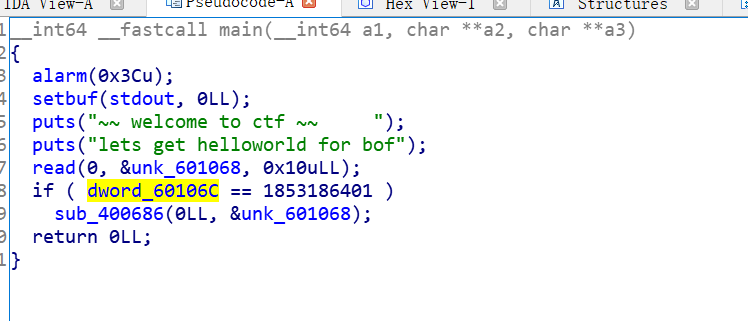 IDA View-A Pseudocode-A Hex View-1 Structures
1 __int64 __fastcall main(__int64 a1, char **a2, char **a3)
2 {
3 alarm(0x3Cu);
4 setbuf(stdout, 0LL);
5 puts("~~ welcome to ctf ~~     ");
6 puts("lets get helloworld for bof");
7 read(0, &unk_601068, 0x10uLL);
8 if ( dword_60106C == 1853186401 )
9 sub_400686(0LL, &unk_601068);
0 return 0LL;
1 }